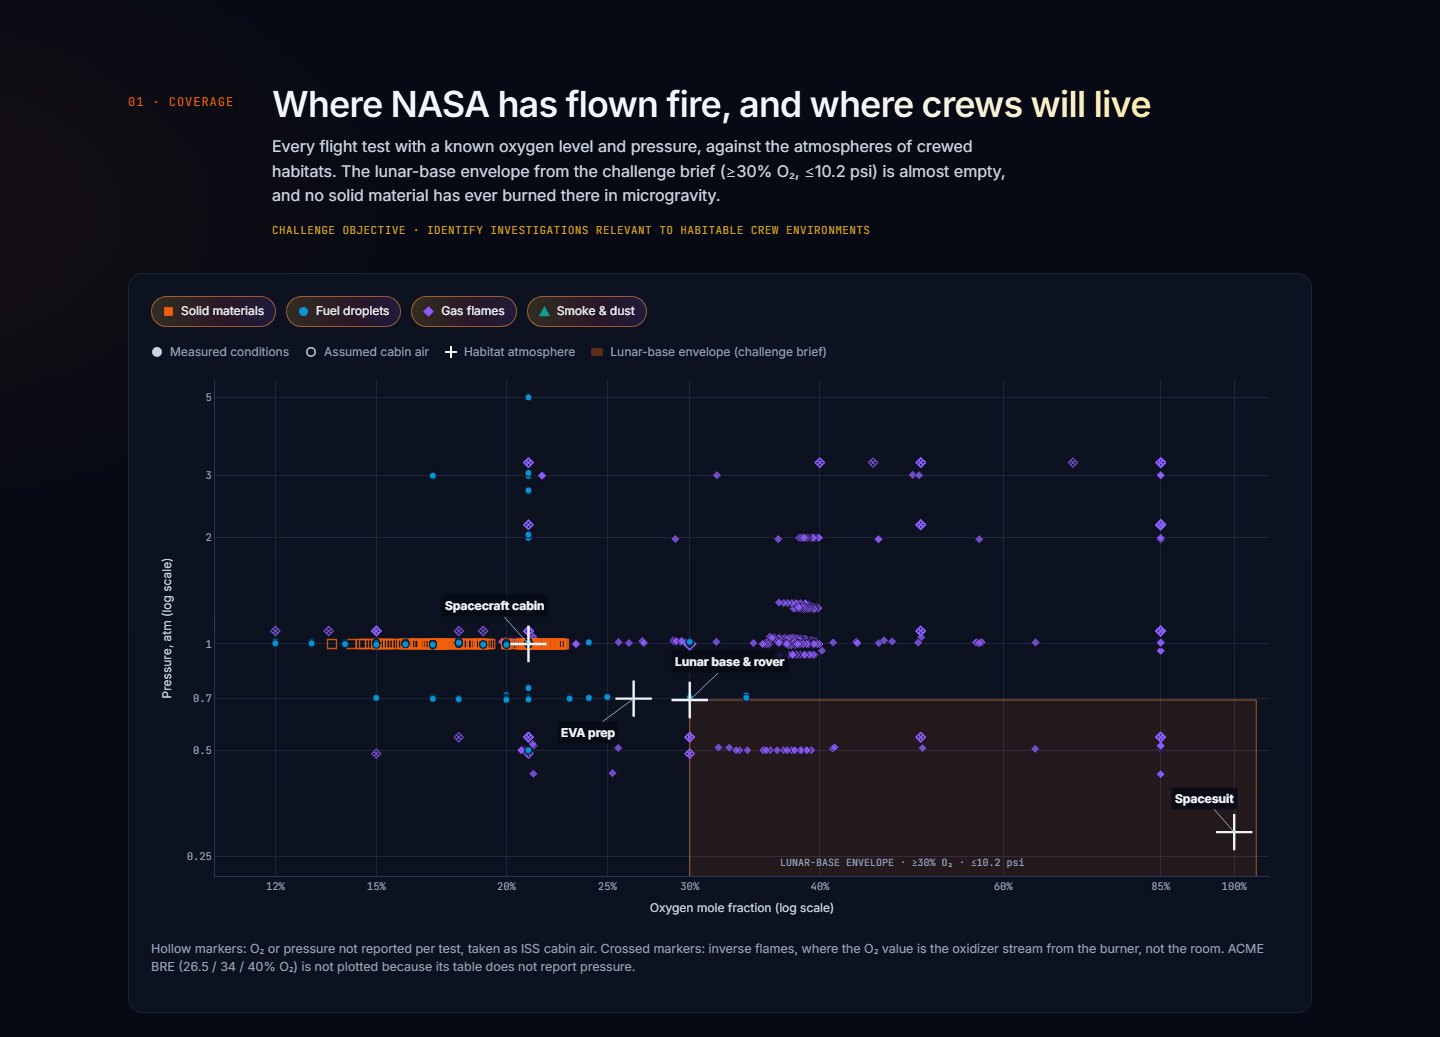 01 · COVERAGE
Where NASA has flown fire, and where crews will live
Every flight test with a known oxygen level and pressure, against the atmospheres of crewed
habitats. The lunar-base envelope from the challenge brief (≥30% O₂, ≤10.2 psi) is almost empty,
and no solid material has ever burned there in microgravity.
CHALLENGE OBJECTIVE · IDENTIFY INVESTIGATIONS RELEVANT TO HABITABLE CREW ENVIRONMENTS
Solid materials Fuel droplets Gas flames Smoke & dust
Measured conditions Assumed cabin air Habitat atmosphere Lunar-base envelope (challenge brief)
5
3
2
Pressure, atm (log scale)
Spacecraft cabin
1
Lunar base & rover
0.7
EVA prep
0.5
Spacesuit
0.25
LUNAR-BASE ENVELOPE · ≥30% O₂ · ≤10.2 psi
12% 15% 20% 25% 30% 40% 60% 85% 100%
Oxygen mole fraction (log scale)
Hollow markers: O₂ or pressure not reported per test, taken as ISS cabin air. Crossed markers: inverse flames, where the O₂ value is the oxidizer stream from the burner, not the room. ACME
BRE (26.5 / 34 / 40% O₂) is not plotted because its table does not report pressure.